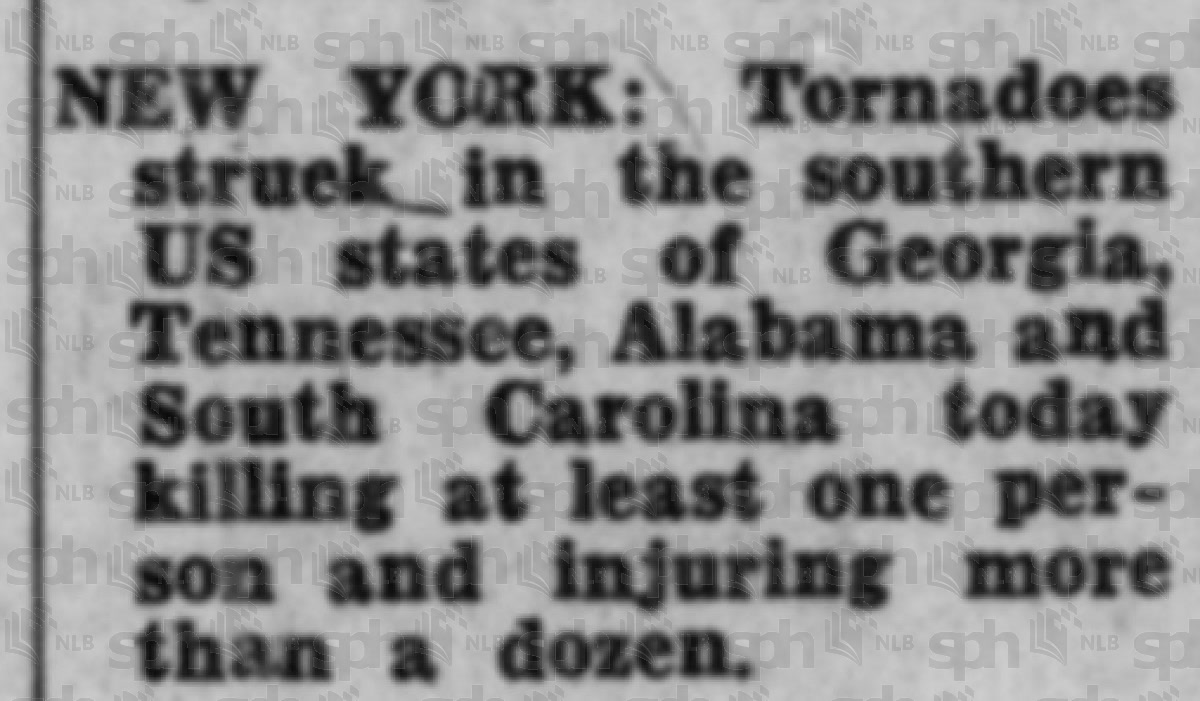 NEW YORK: Tornadoes
struck in the southern
US states of Georgia,
Tennessee, Alabama and
South Carolina today
killing at least one per-
son and injuring more
than a dozen.